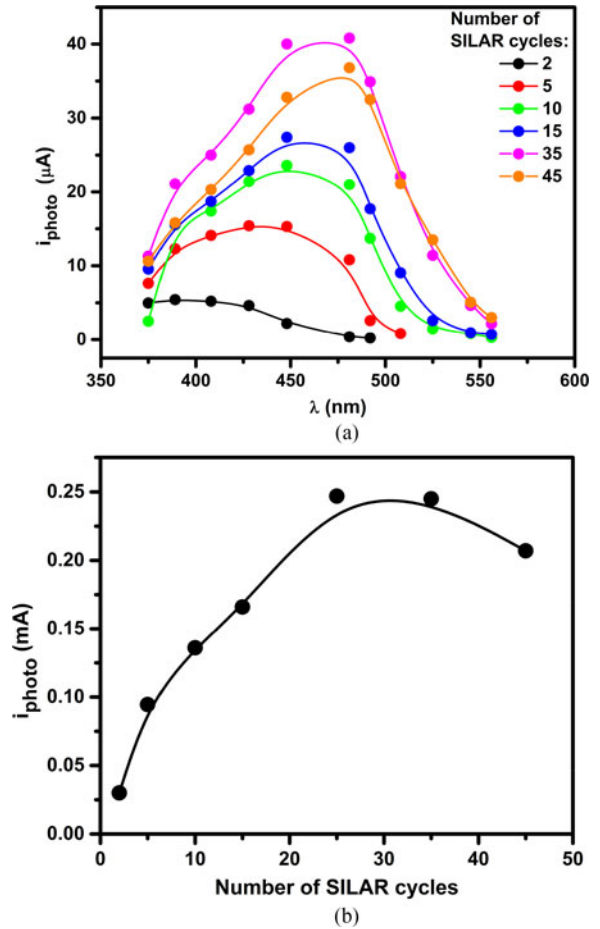 Number of
SILAR cycles:
2
5
10
15
35
45
40
30
20
10
0
i_photo (μA)
350 400 450 500 550 600
λ (nm)
(a)
0.25
0.20
0.15
0.10
0.05
0.00
i_photo (mA)
0 10 20 30 40 50
Number of SILAR cycles
(b)